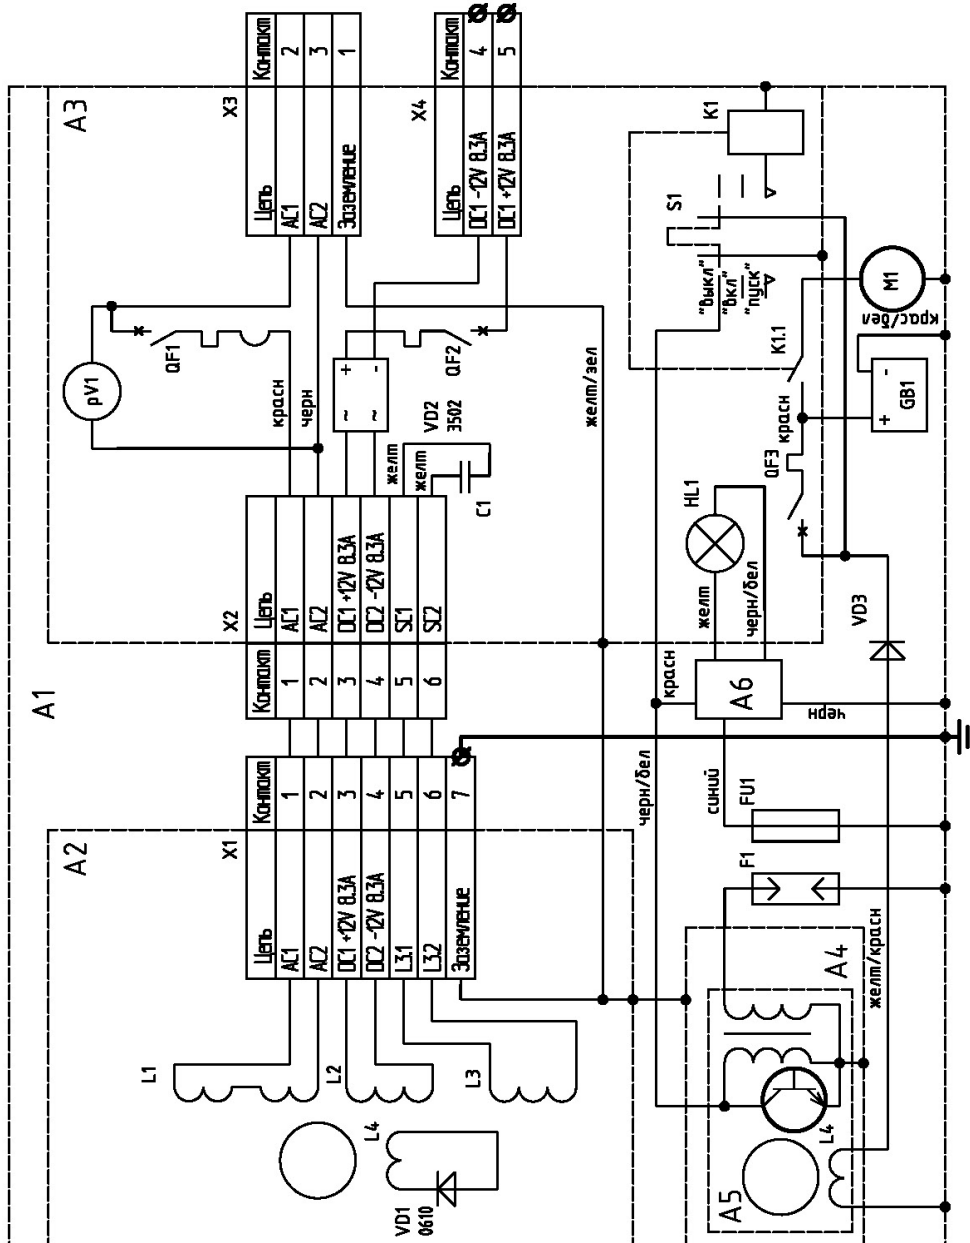 A1
A3
X3
Контакт
2
3
1
Цепь
AC1
AC2
Заземление
X4
Контакт
4
5
Цепь
DC1 -12V 8.3A
DC1 +12V 8.3A
K1
S1
"Выкл"
"Вкл"
"пуск"
K1.1
M1
крас/бел
GB1
+
-
красн
QF3
HL1
желт
черн/бел
VD3
pV1
QF1
красн
черн
+
-
~
~
QF2
VD2
3502
желт
желт
C1
желт/зел
X2
Цепь
AC1
AC2
DC1 +12V 8.3A
DC2 -12V 8.3A
SC1
SC2
Контакт
1
2
3
4
5
6
красн
A6
черн
черн/бел
синий
FU1
F1
желт/красн
A2
X1
Контакт
1
2
3
4
5
6
7
Цепь
AC1
AC2
DC1 +12V 8.3A
DC2 -12V 8.3A
L3.1
L3.2
Заземление
L1
L2
L3
L4
VD1
0610
A4
A5
L4